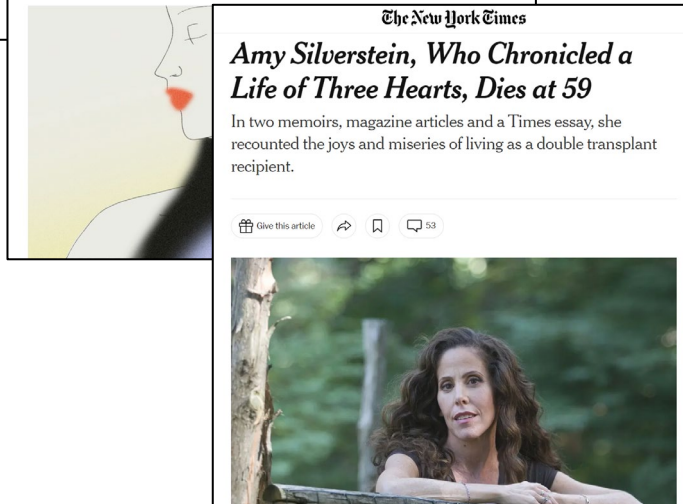 The New York Times
Amy Silverstein, Who Chronicled a
Life of Three Hearts, Dies at 59
In two memoirs, magazine articles and a Times essay, she
recounted the joys and miseries of living as a double transplant
recipient.
Give this article
53